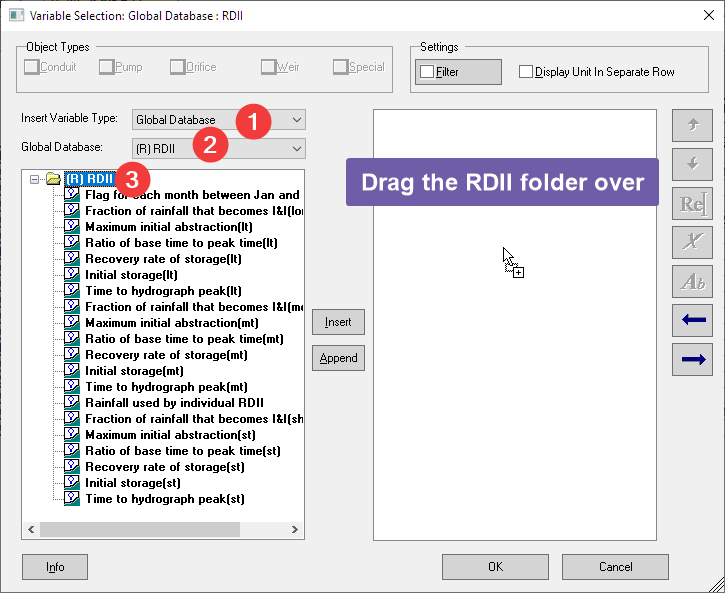 Variable Selection: Global Database : RDII
Object Types
Conduit
Pump
Orifice
Weir
Special
Settings
Filter
Display Unit In Separate Row
Insert Variable Type:
Global Database
1
Global Database:
(R) RDII
2
(R) RDII
3
Flag for each month between Jan and
Fraction of rainfall that becomes I&I(lo
Maximum initial abstraction(lt)
Ratio of base time to peak time(lt)
Recovery rate of storage(lt)
Initial storage(lt)
Time to hydrograph peak(lt)
Fraction of rainfall that becomes I&I(m
Maximum initial abstraction(mt)
Ratio of base time to peak time(mt)
Recovery rate of storage(mt)
Initial storage(mt)
Time to hydrograph peak(mt)
Rainfall used by individual RDII
Fraction of rainfall that becomes I&I(sh
Maximum initial abstraction(st)
Ratio of base time to peak time(st)
Recovery rate of storage(st)
Initial storage(st)
Time to hydrograph peak(st)
Insert
Append
Drag the RDII folder over
Re
X
Ab
Info
OK
Cancel